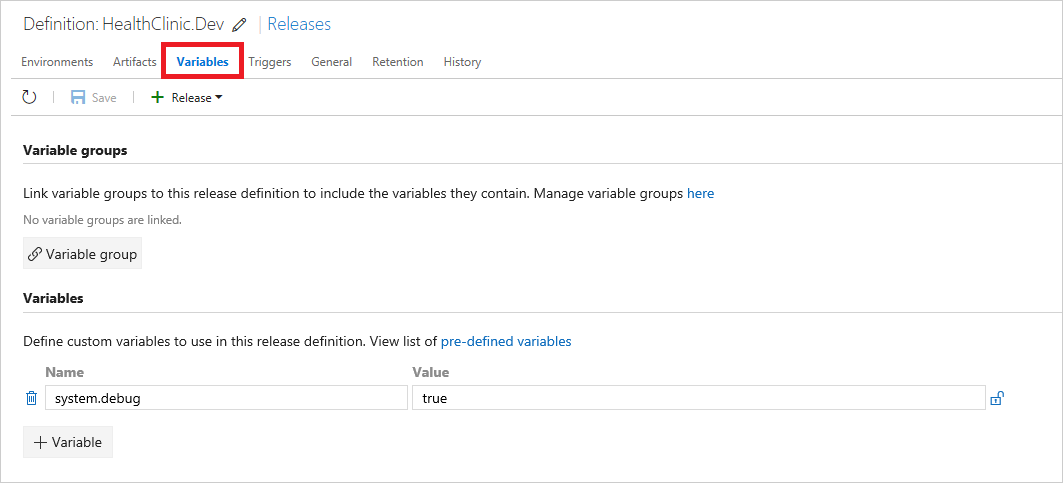 Definition: HealthClinic.Dev | Releases
Environments Artifacts Variables Triggers General Retention History
Save Release
Variable groups
Link variable groups to this release definition to include the variables they contain. Manage variable groups here
No variable groups are linked.
Variable group
Variables
Define custom variables to use in this release definition. View list of pre-defined variables
Name Value
system.debug true
+ Variable